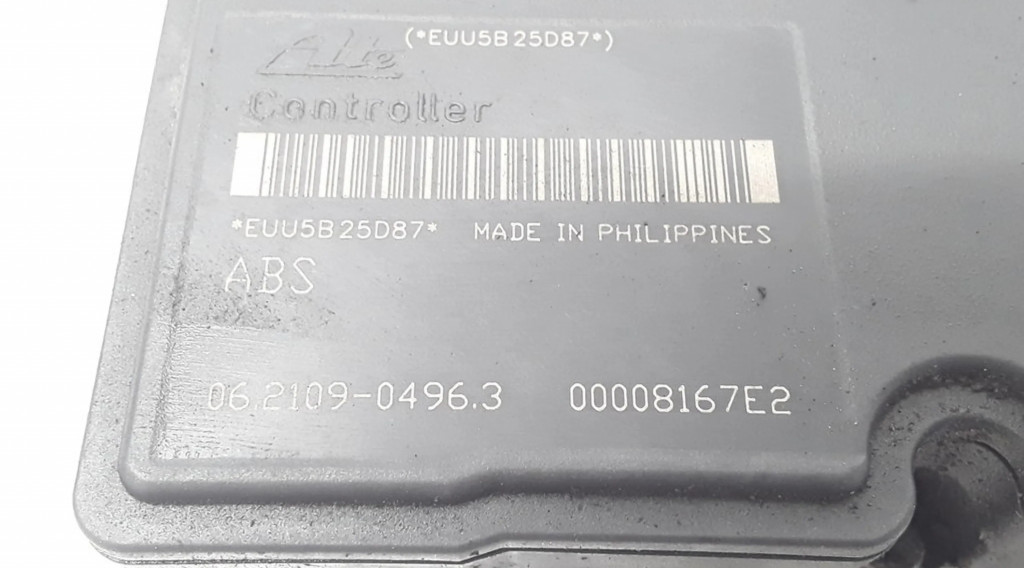 (*EUU5B25D87*)
Ate
Controller
*EUU5B25D87* MADE IN PHILIPPINES
ABS
06.2109-0496.3 00008167E2